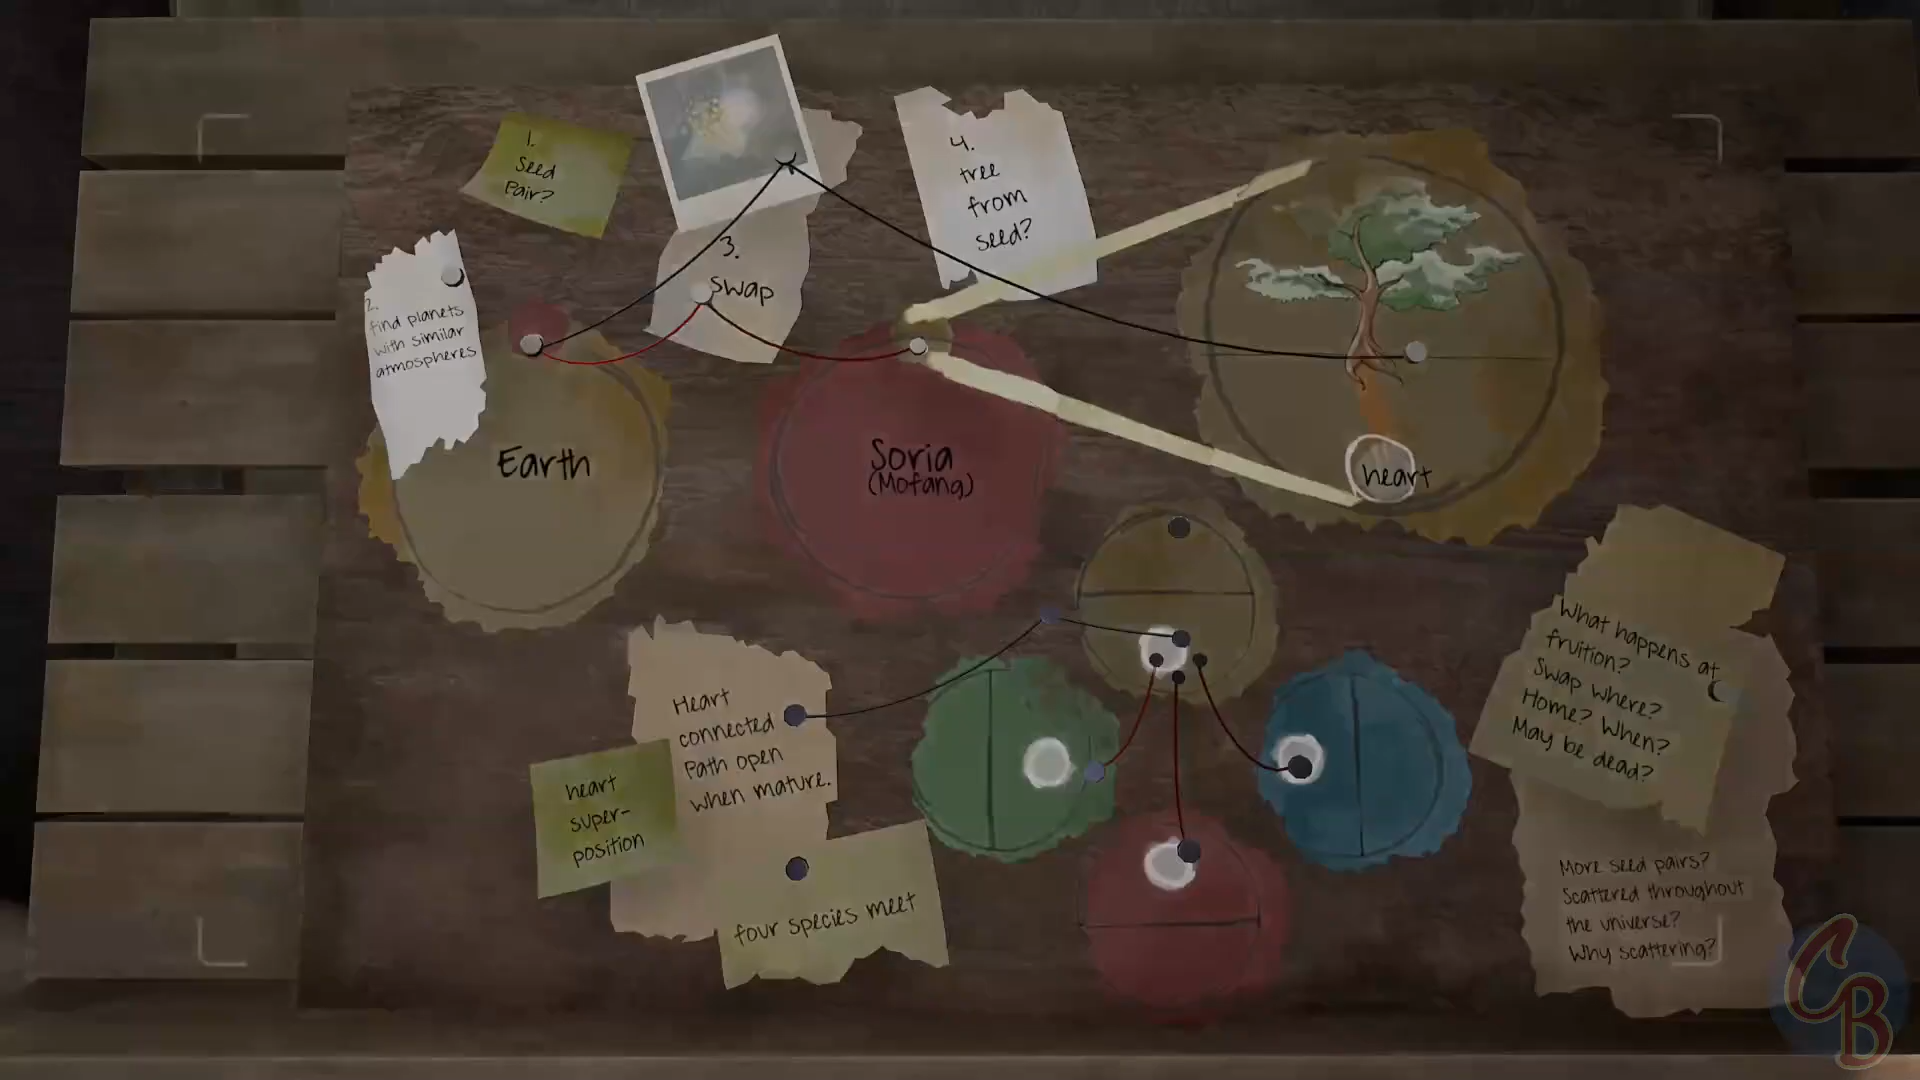 1.
Seed
Pair?
2.
find planets
with similar
atmospheres
3.
swap
4.
tree
from
seed?
Earth
Soria
(Mofang)
heart
Heart
connected
Path open
when mature.
heart
super-
position
four species meet
What happens at
fruition?
Swap where?
Home? When?
May be dead?
More seed pairs?
Scattered throughout
the universe?
Why scattering?
CB